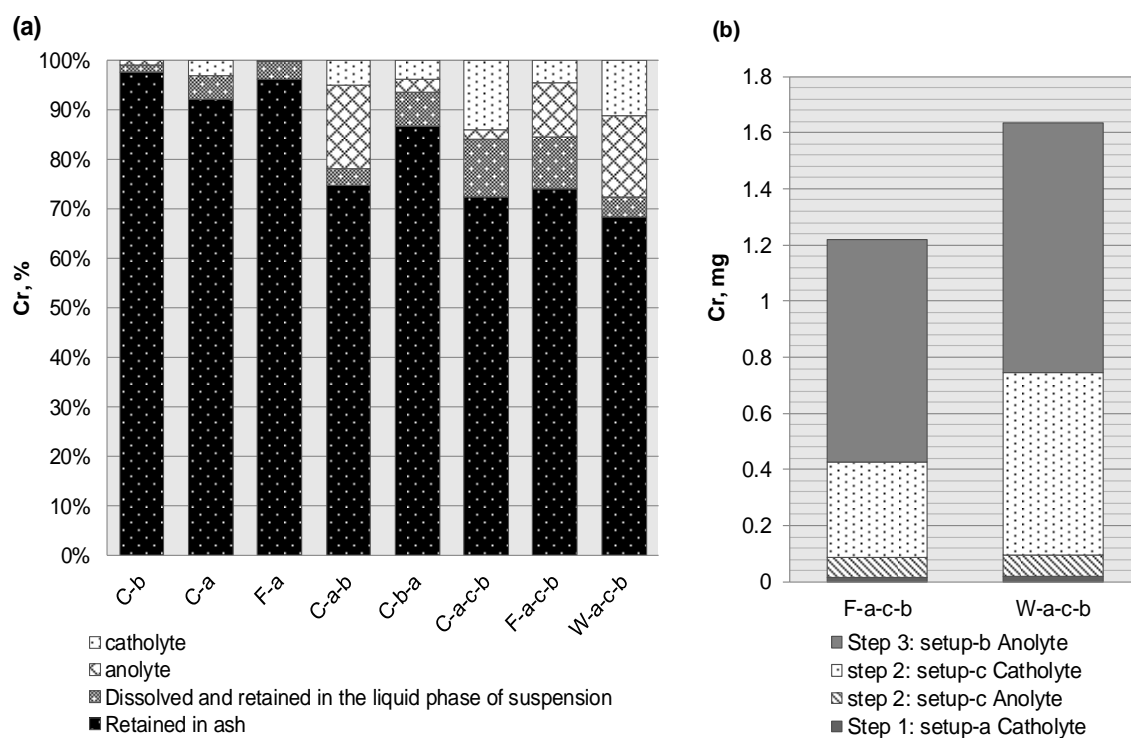 (a)
100%
90%
80%
70%
60%
50%
40%
30%
20%
10%
0%
Cr, %
C-b
C-a
F-a
C-a-b
C-b-a
C-a-c-b
F-a-c-b
W-a-c-b
catholyte
anolyte
Dissolved and retained in the liquid phase of suspension
Retained in ash
(b)
1.8
1.6
1.4
1.2
1
0.8
0.6
0.4
0.2
0
Cr, mg
F-a-c-b
W-a-c-b
Step 3: setup-b Anolyte
step 2: setup-c Catholyte
step 2: setup-c Anolyte
Step 1: setup-a Catholyte